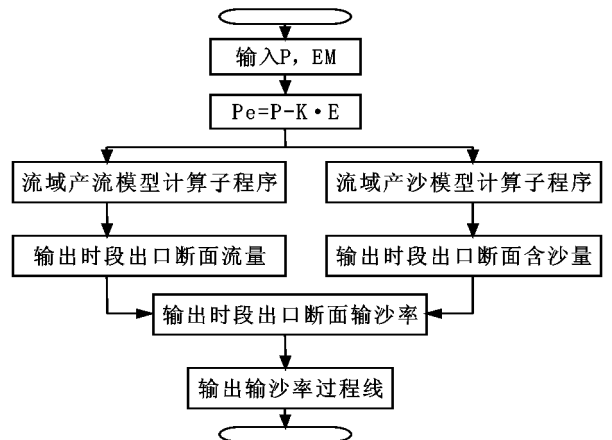 输入P，EM
Pe=P-K·E
流域产流模型计算子程序
流域产沙模型计算子程序
输出时段出口断面流量
输出时段出口断面含沙量
输出时段出口断面输沙率
输出输沙率过程线